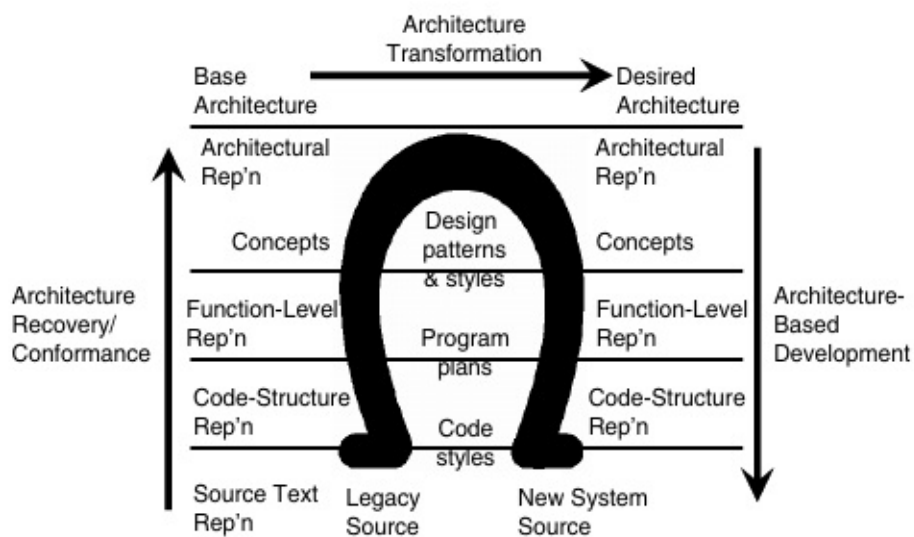 Architecture
Transformation
Base
Architecture
Desired
Architecture
Architectural
Rep'n
Architectural
Rep'n
Concepts
Design
patterns
& styles
Concepts
Architecture
Recovery/
Conformance
Function-Level
Rep'n
Program
plans
Function-Level
Rep'n
Architecture-
Based
Development
Code-Structure
Rep'n
Code
styles
Code-Structure
Rep'n
Source Text
Rep'n
Legacy
Source
New System
Source